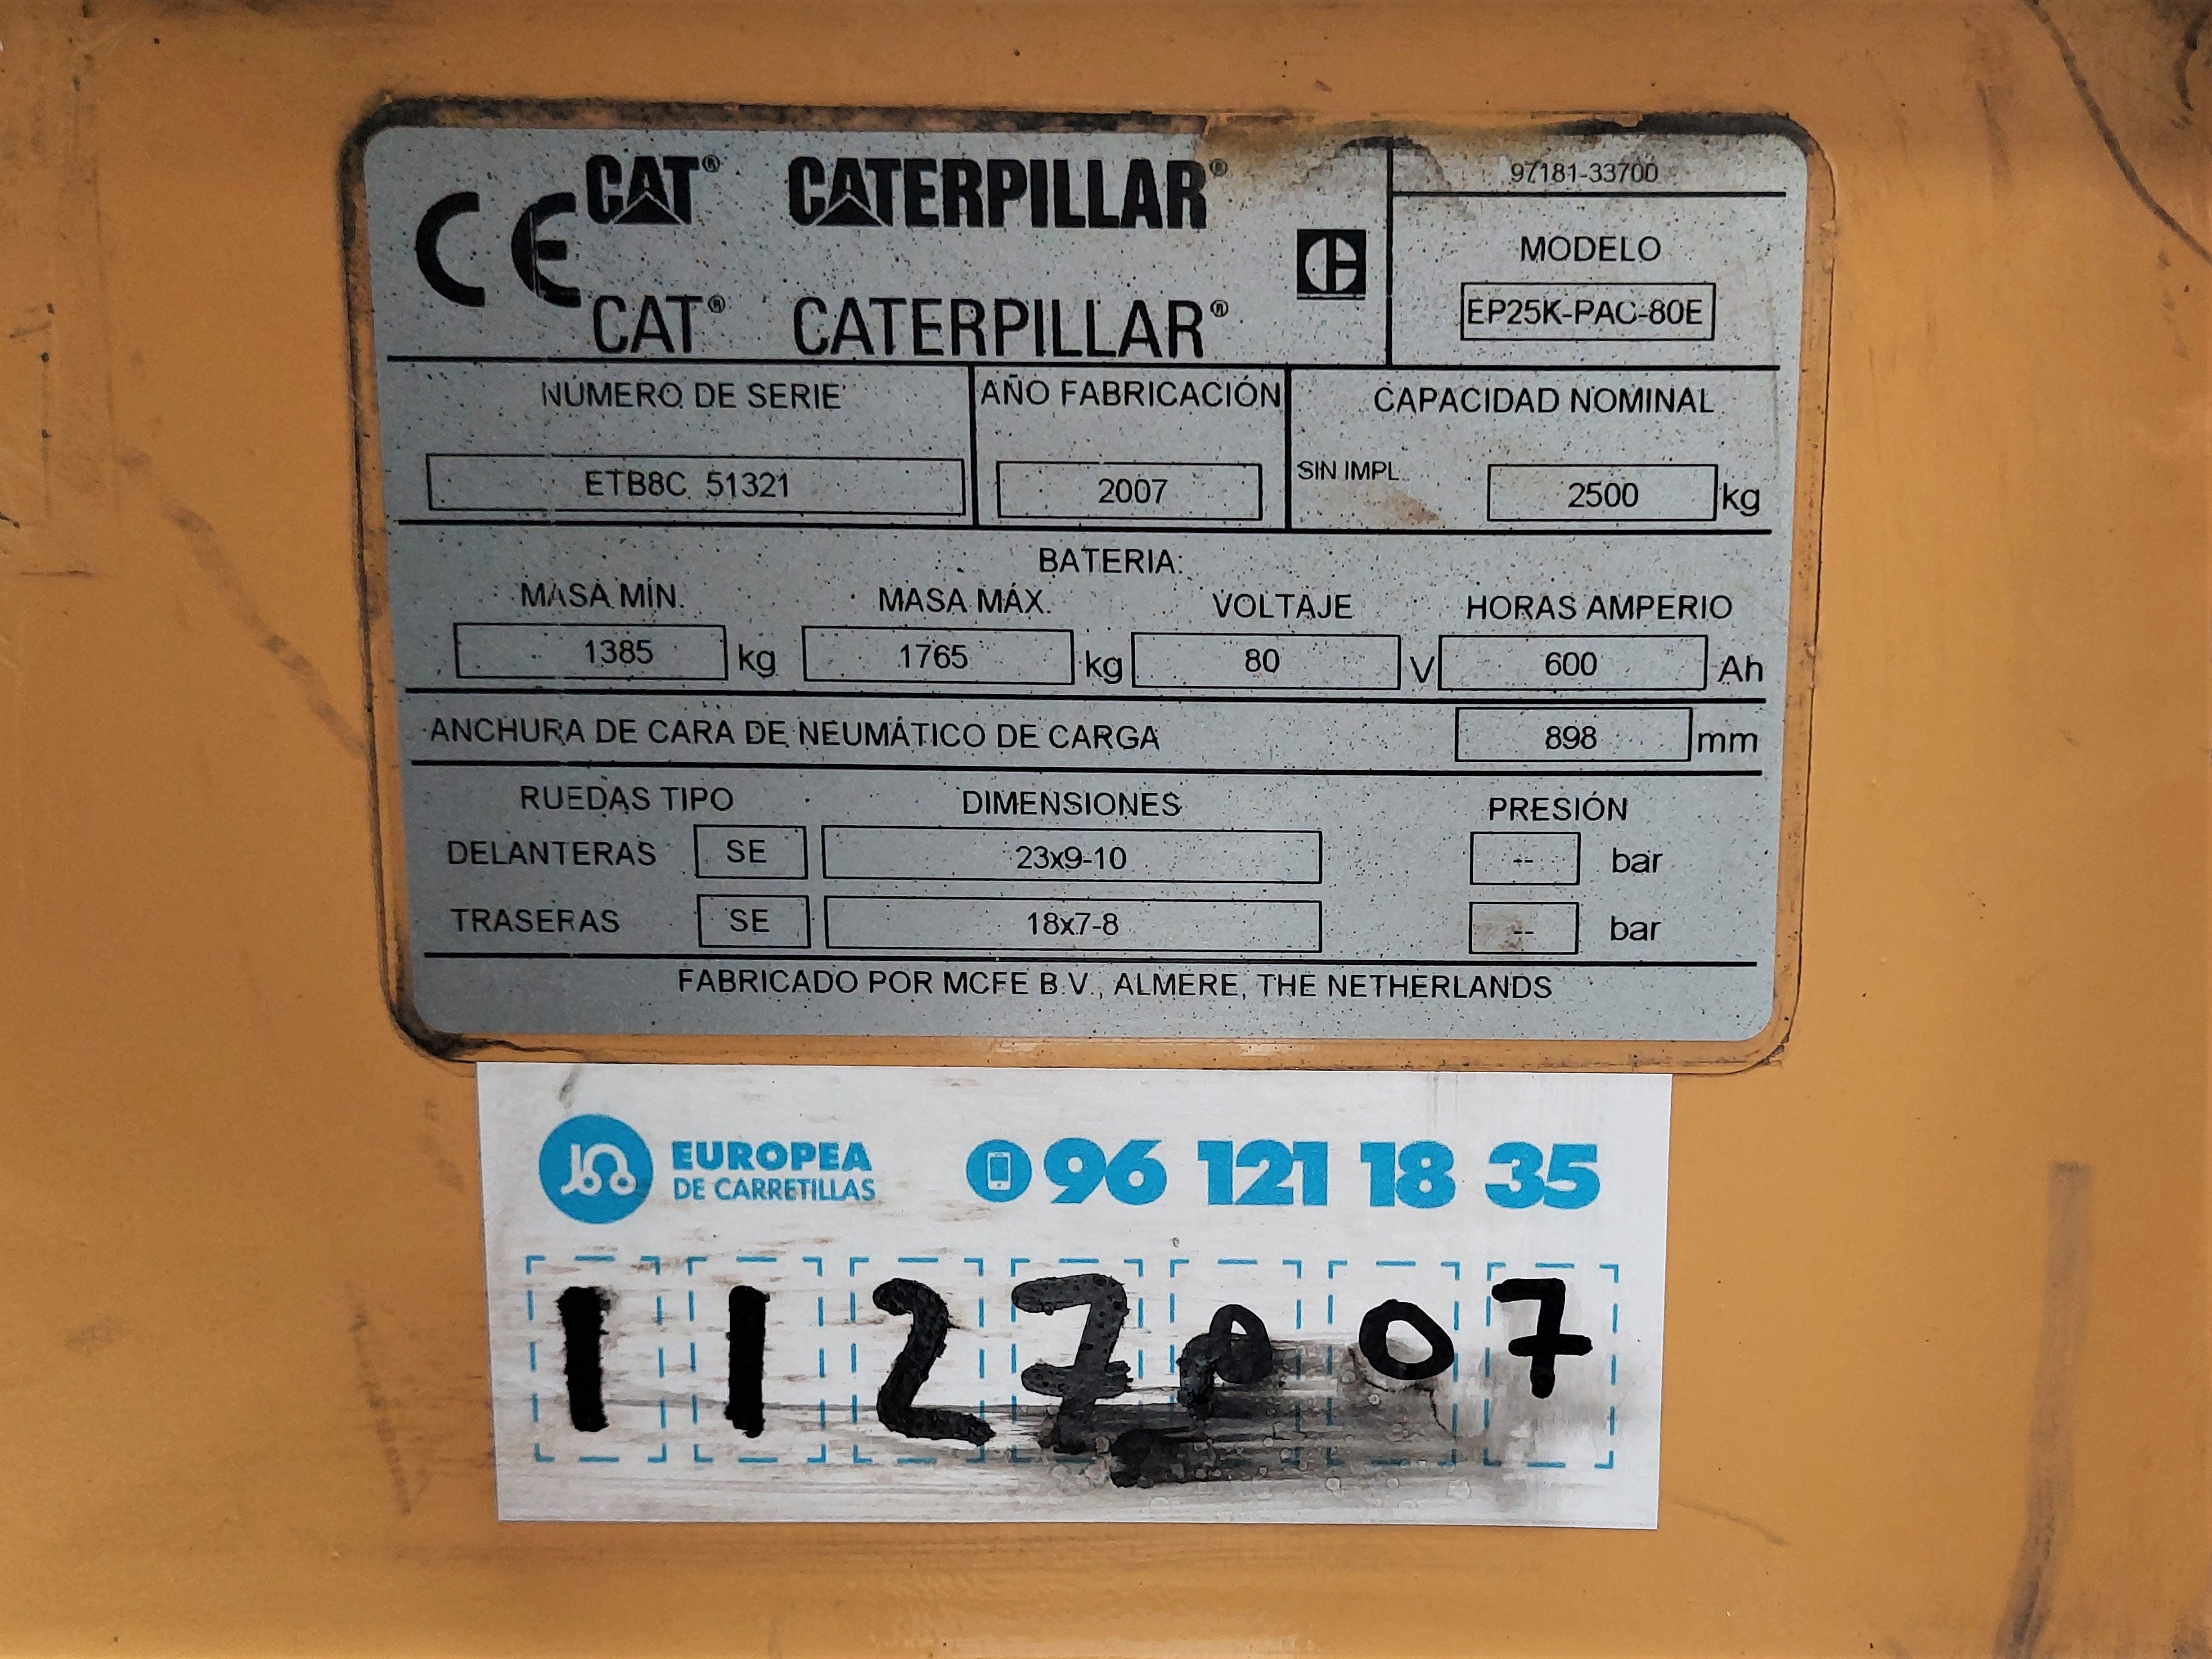 CE
CAT® CATERPILLAR®
CAT® CATERPILLAR®
97181-33700
MODELO
EP25K-PAC-80E
NÚMERO DE SERIE
ETB8C 51321
AÑO FABRICACIÓN
2007
CAPACIDAD NOMINAL
SIN IMPL. 2500 kg
BATERIA:
MASA MÍN. MASA MÁX. VOLTAJE HORAS AMPERIO
1385 kg 1765 kg 80 V 600 Ah
ANCHURA DE CARA DE NEUMÁTICO DE CARGA 898 mm
RUEDAS TIPO DIMENSIONES PRESIÓN
DELANTERAS SE 23x9-10 -- bar
TRASERAS SE 18x7-8 -- bar
FABRICADO POR MCFE B.V., ALMERE, THE NETHERLANDS
EUROPEA
DE CARRETILLAS
96 121 18 35
1127007